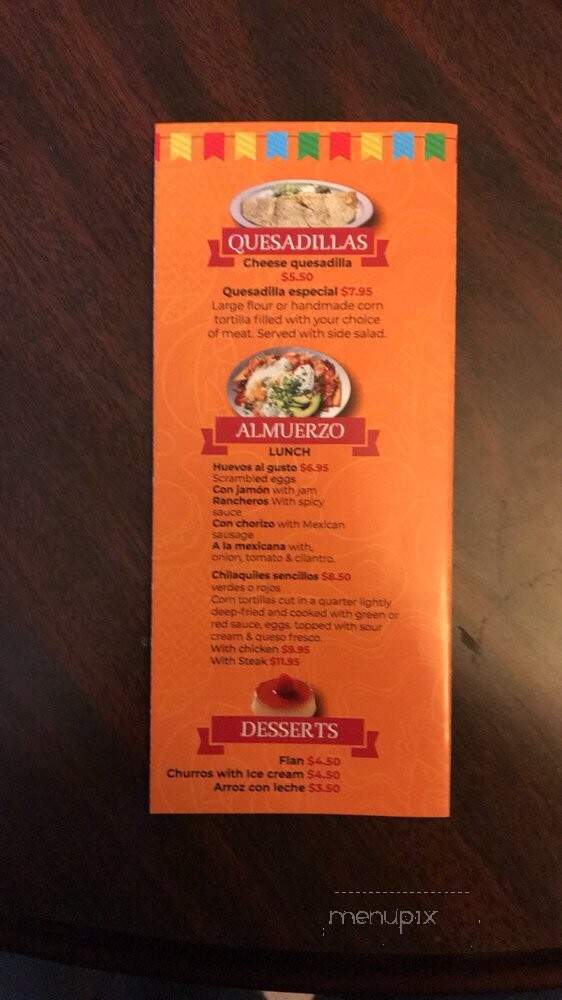 QUESADILLAS
Cheese quesadilla
$5.50
Quesadilla especial $7.95
Large flour or handmade corn
tortilla filled with your choice
of meat. Served with side salad.
ALMUERZO
LUNCH
Huevos al gusto $6.95
Scrambled eggs
Con jamón with jam
Rancheros With spicy
sauce
Con chorizo with Mexican
sausage
A la mexicana with,
onion, tomato & cilantro.
Chilaquiles sencillos $8.50
verdes o rojos
Corn tortillas cut in a quarter lightly
deep-fried and cooked with green or
red sauce, eggs, topped with sour
cream & queso fresco.
With chicken $9.95
With Steak $11.95
DESSERTS
Flan $4.50
Churros with Ice cream $4.50
Arroz con leche $3.50
menupix